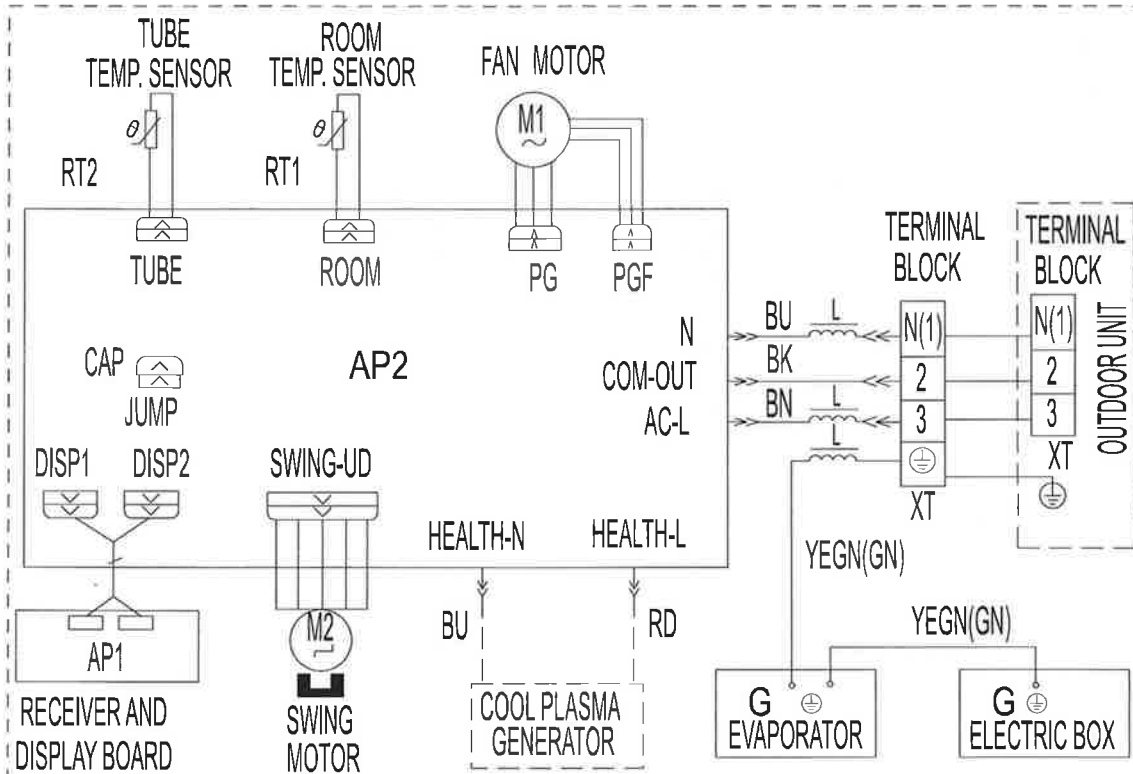 TUBE
TEMP. SENSOR
ROOM
TEMP. SENSOR
FAN MOTOR
θ
RT2
θ
RT1
M1
TUBE
ROOM
PG
PGF
TERMINAL
BLOCK
TERMINAL
BLOCK
OUTDOOR UNIT
N
BU
L
N(1)
N(1)
COM-OUT
BK
2
2
AC-L
BN
L
3
3
L
XT
XT
CAP
JUMP
AP2
DISP1
DISP2
SWING-UD
HEALTH-N
HEALTH-L
YEGN(GN)
BU
RD
YEGN(GN)
AP1
M2
RECEIVER AND
DISPLAY BOARD
SWING
MOTOR
COOL PLASMA
GENERATOR
G
EVAPORATOR
G
ELECTRIC BOX